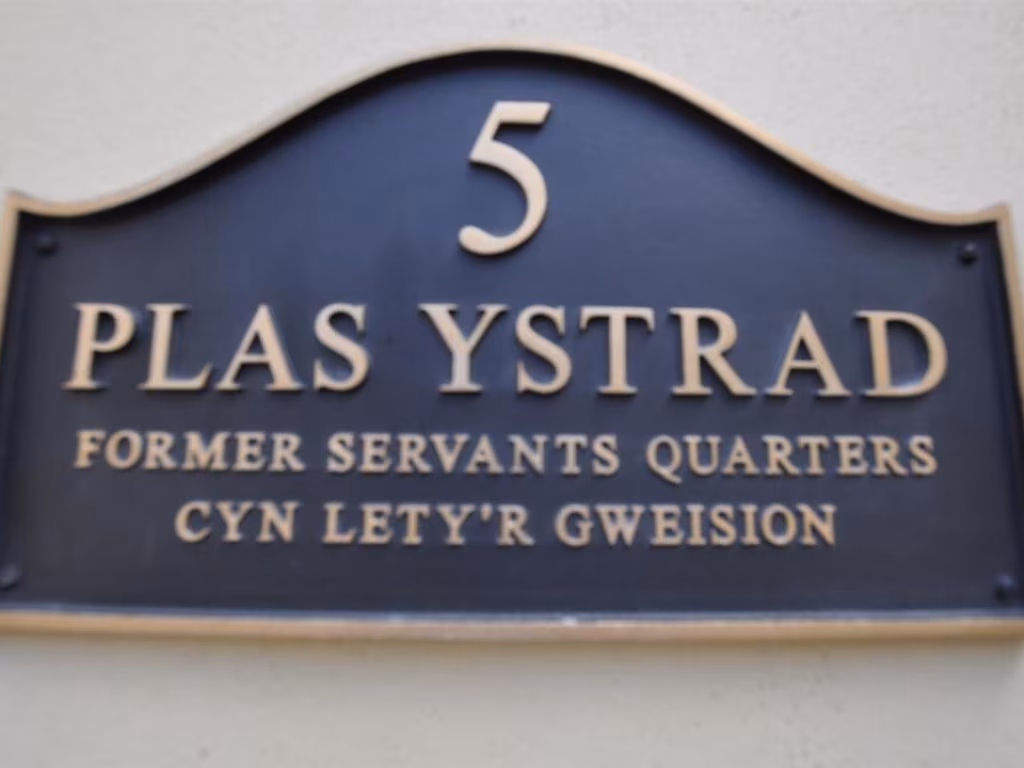 5
PLAS YSTRAD
FORMER SERVANTS QUARTERS
CYN LETY'R GWEISION